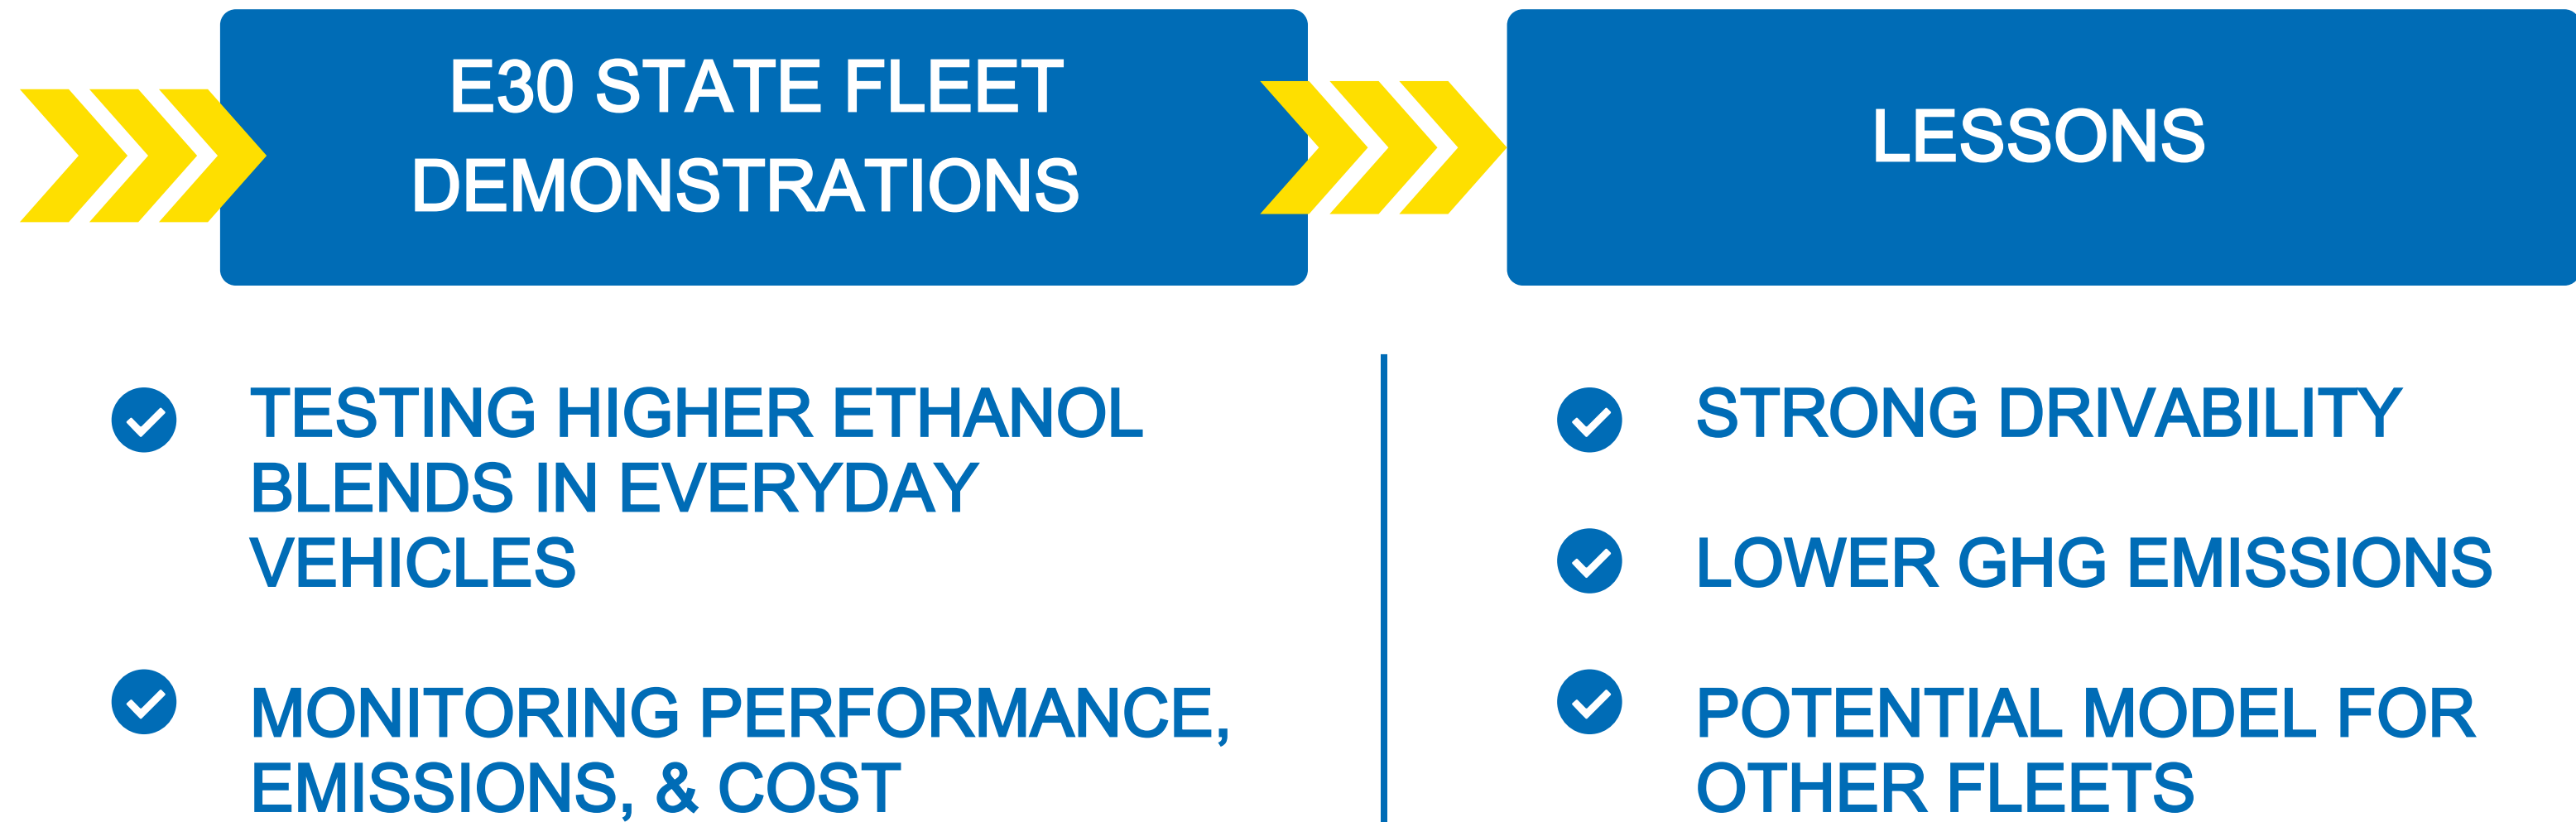 E30 STATE FLEET
DEMONSTRATIONS
LESSONS
TESTING HIGHER ETHANOL
BLENDS IN EVERYDAY
VEHICLES
MONITORING PERFORMANCE,
EMISSIONS, & COST
STRONG DRIVABILITY
LOWER GHG EMISSIONS
POTENTIAL MODEL FOR
OTHER FLEETS